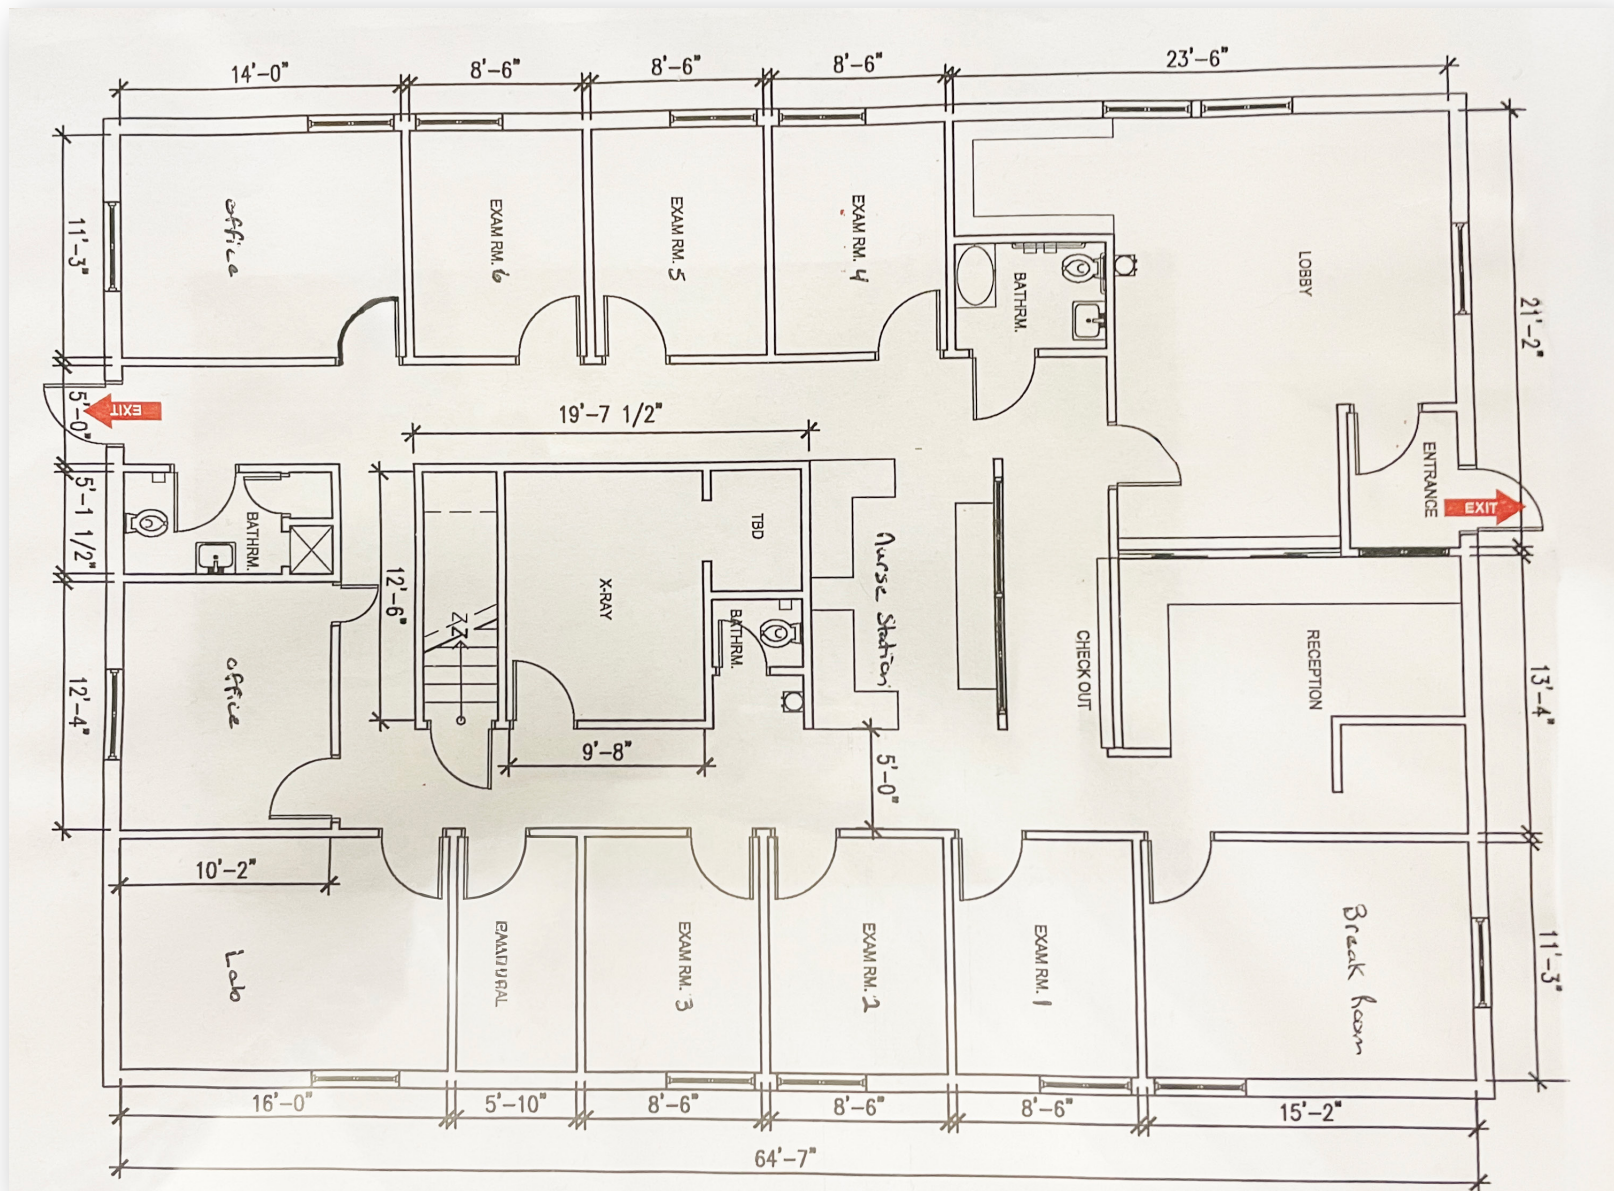 14'-0"
8'-6"
8'-6"
8'-6"
23'-6"
11'-3"
office
EXAM RM. 6
EXAM RM. 5
EXAM RM. 4
BATHRM.
LOBBY
21'-2"
5'-0"
EXIT
19'-7 1/2"
ENTRANCE
EXIT
5'-1 1/2"
BATHRM.
12'-6"
X-RAY
TBD
BATHRM.
Nurse Station
CHECK OUT
RECEPTION
13'-4"
12'-4"
office
9'-8"
5'-0"
10'-2"
Lab
EXAM RM. 3
EXAM RM. 2
EXAM RM. 1
Break Room
11'-3"
16'-0"
5'-10"
8'-6"
8'-6"
8'-6"
15'-2"
64'-7"